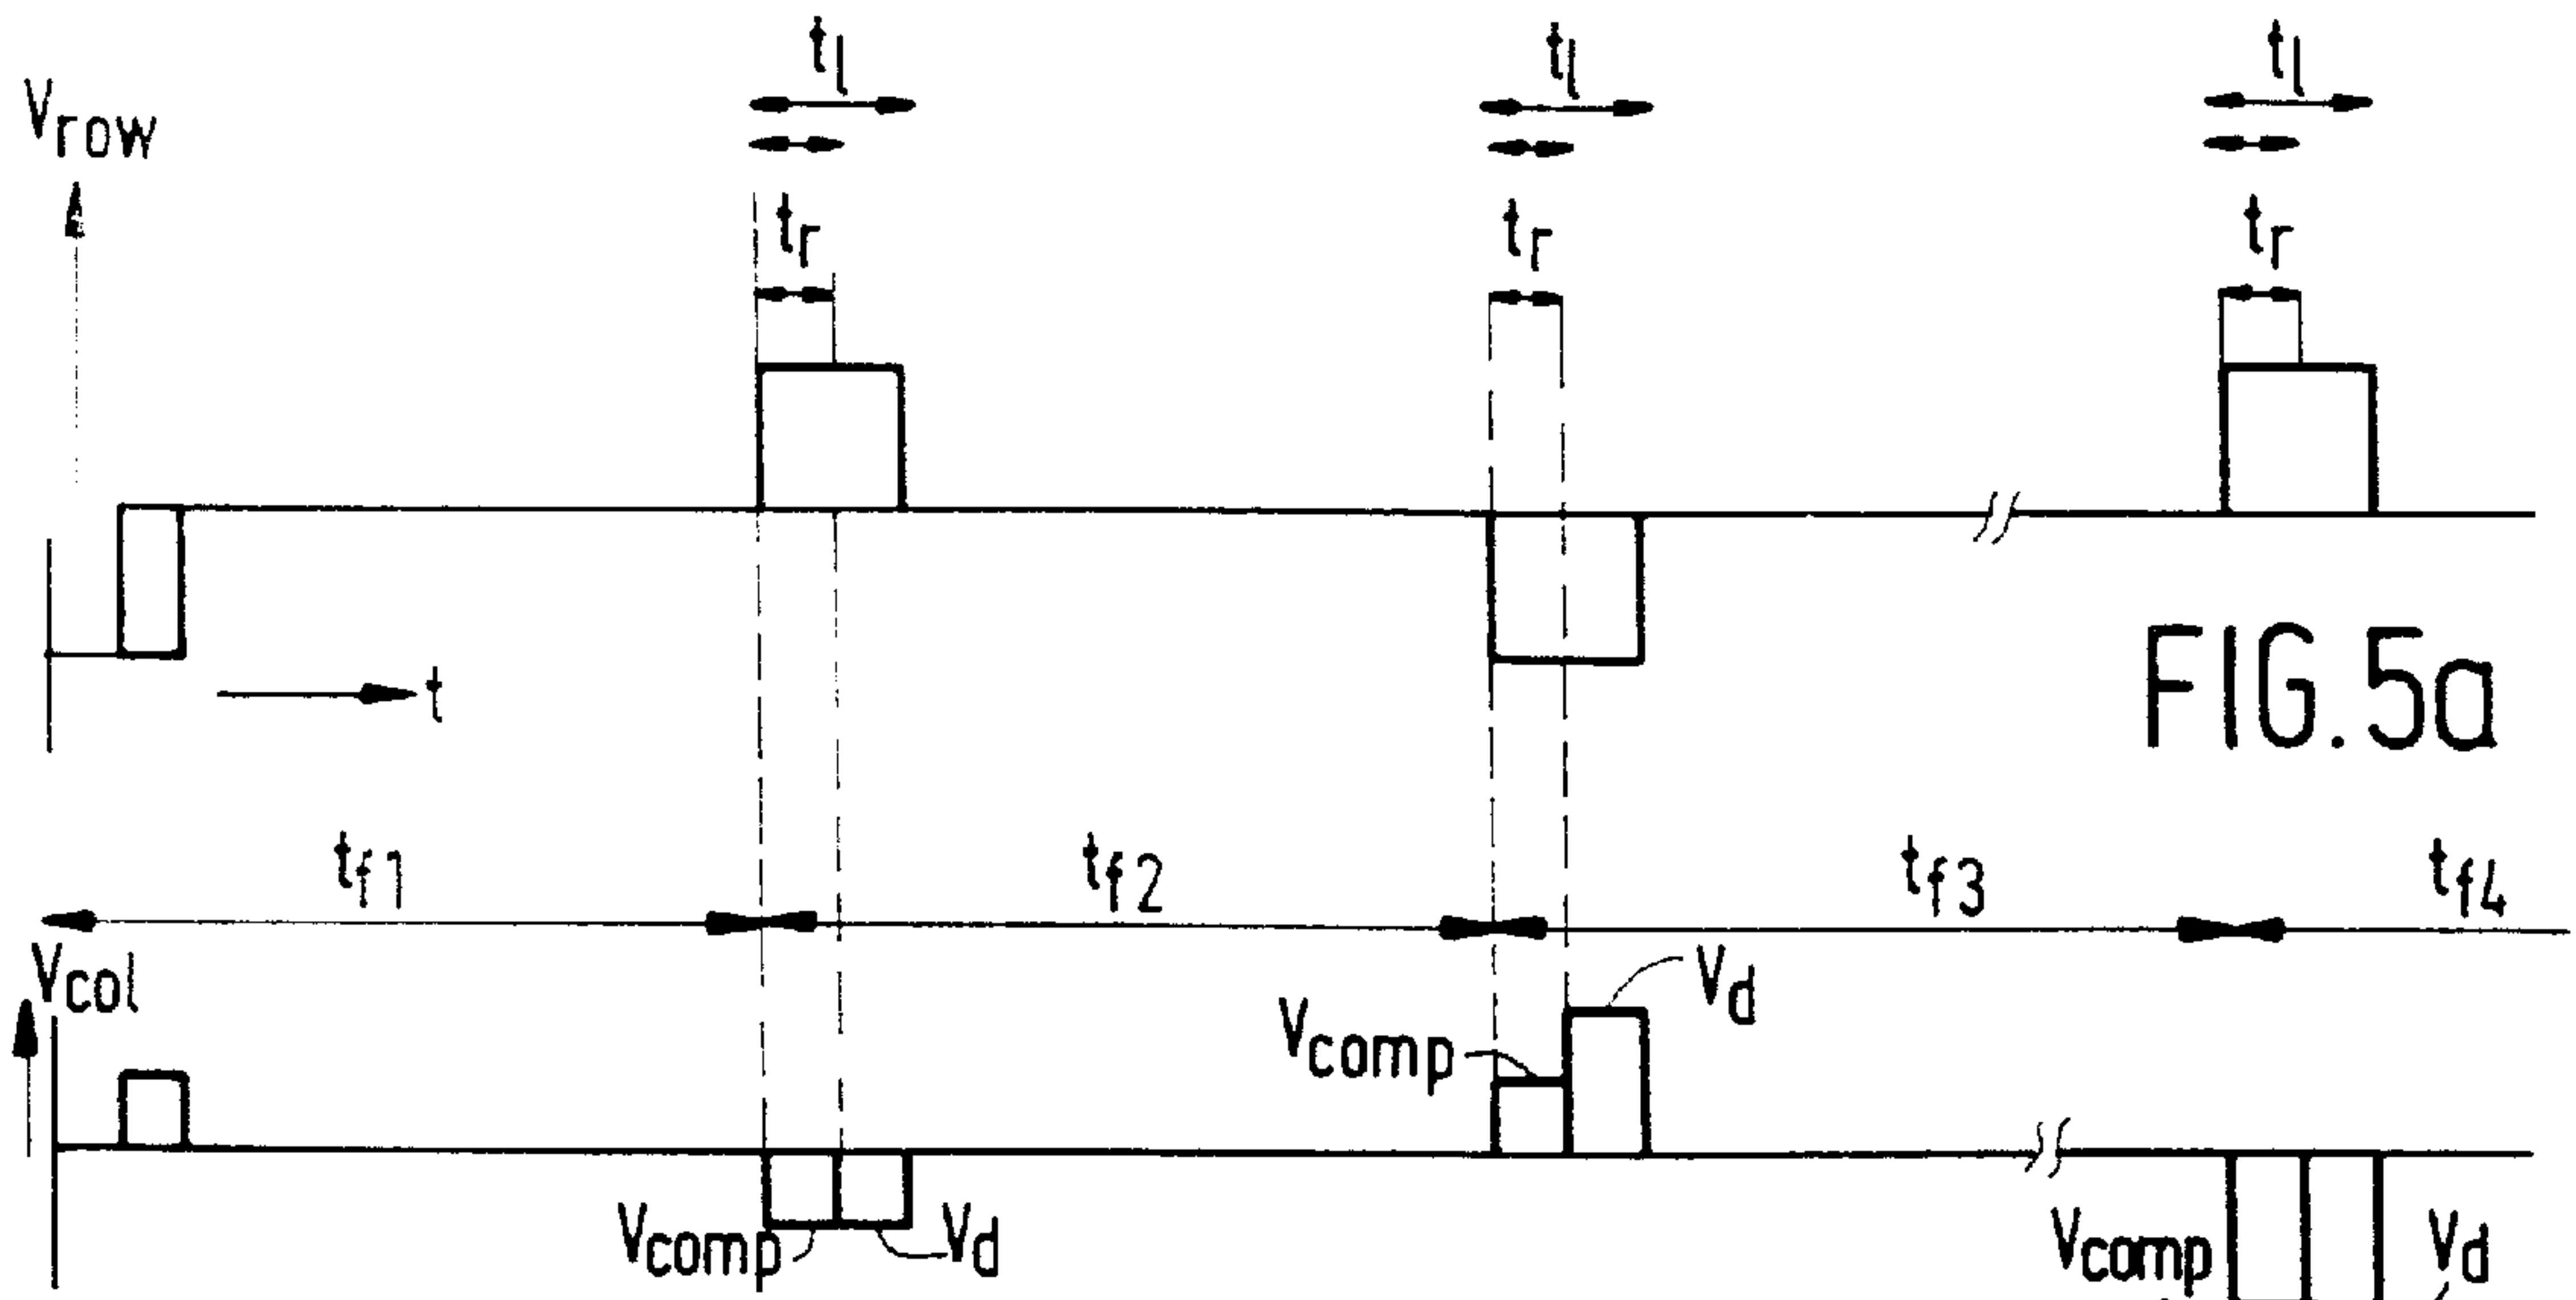 tl tl tl
Vrow
tr tr tr
t
FIG.5a
tf1 tf2 tf3 tf4
Vcol
Vd
Vcomp
Vcomp Vd
Vcomp Vd